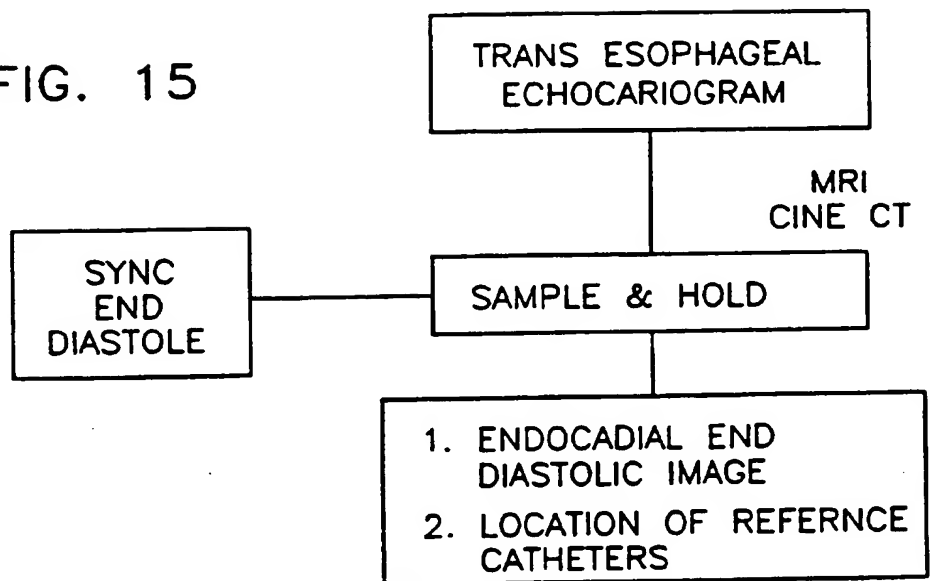 FIG. 15
TRANS ESOPHAGEAL
ECHOCARIOGRAM
MRI
CINE CT
SYNC
END
DIASTOLE
SAMPLE & HOLD
1. ENDOCADIAL END
DIASTOLIC IMAGE
2. LOCATION OF REFERNCE
CATHETERS